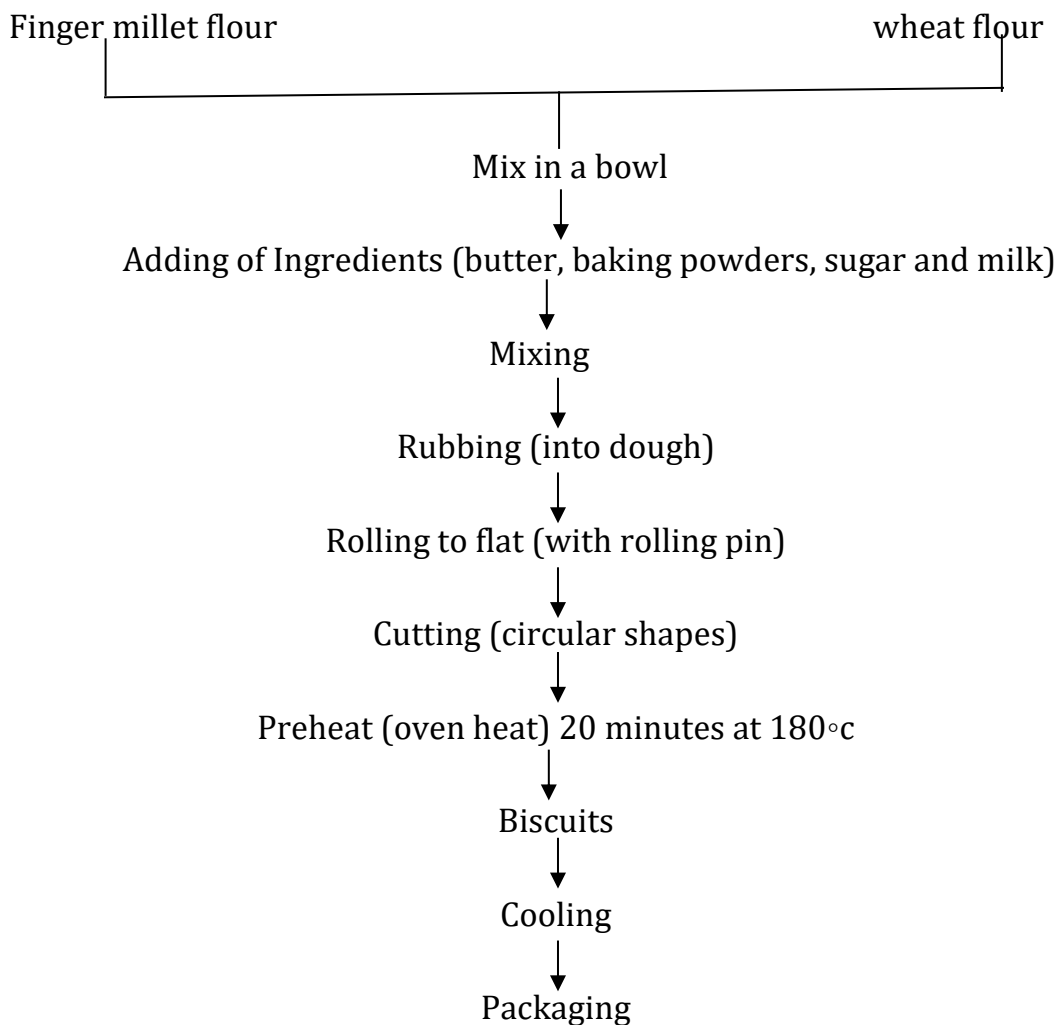 Finger millet flour wheat flour
Mix in a bowl
Adding of Ingredients (butter, baking powders, sugar and milk)
Mixing
Rubbing (into dough)
Rolling to flat (with rolling pin)
Cutting (circular shapes)
Preheat (oven heat) 20 minutes at 180◦c
Biscuits
Cooling
Packaging